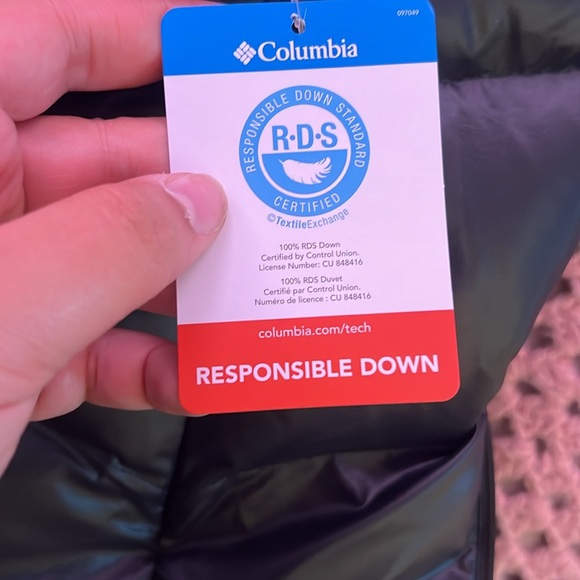 097049
Columbia
RESPONSIBLE DOWN STANDARD
R·D·S
CERTIFIED
©TextileExchange
100% RDS Down
Certified by Control Union.
License Number: CU 848416
100% RDS Duvet
Certifié par Control Union.
Numéro de licence : CU 848416
columbia.com/tech
RESPONSIBLE DOWN